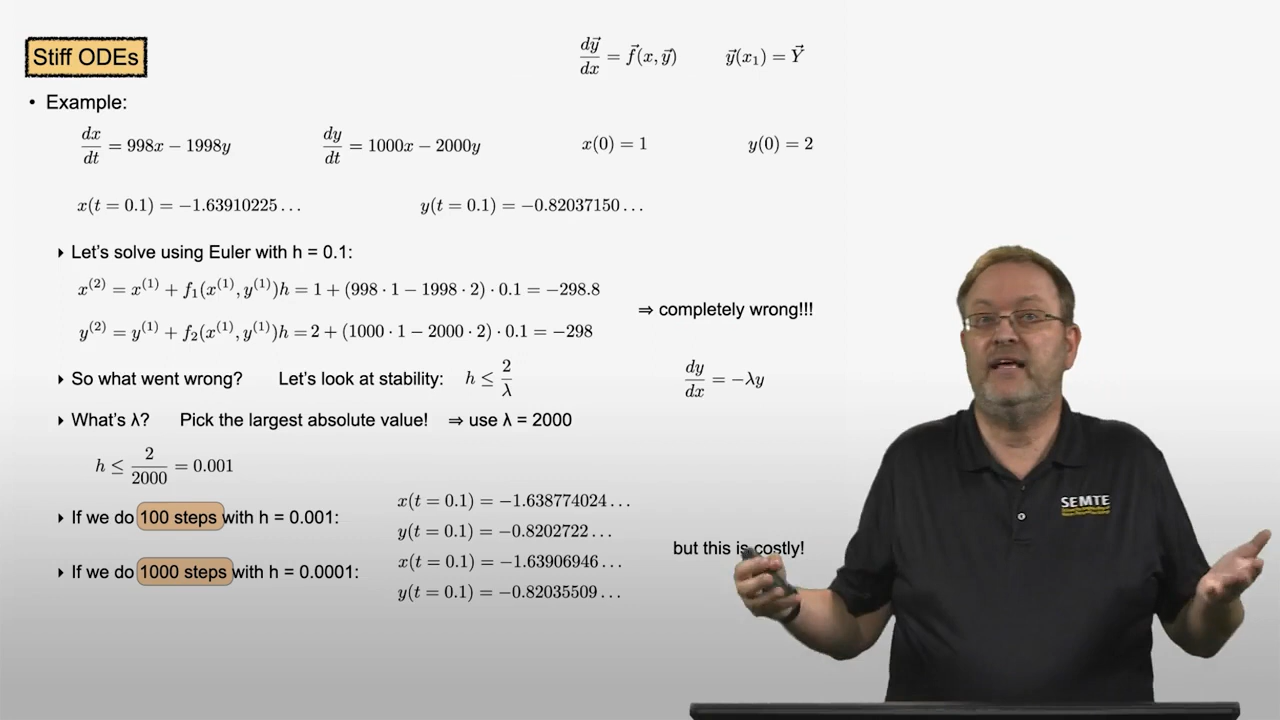 Stiff ODEs
dy⃗/dx = f⃗(x, y⃗)   y⃗(x₁) = Y⃗
• Example:
dx/dt = 998x − 1998y   dy/dt = 1000x − 2000y   x(0) = 1   y(0) = 2
x(t = 0.1) = −1.63910225...   y(t = 0.1) = −0.82037150...
‣ Let's solve using Euler with h = 0.1:
x⁽²⁾ = x⁽¹⁾ + f₁(x⁽¹⁾, y⁽¹⁾)h = 1 + (998 · 1 − 1998 · 2) · 0.1 = −298.8
⇒ completely wrong!!!
y⁽²⁾ = y⁽¹⁾ + f₂(x⁽¹⁾, y⁽¹⁾)h = 2 + (1000 · 1 − 2000 · 2) · 0.1 = −298
‣ So what went wrong?   Let's look at stability:   h ≤ 2/λ   dy/dx = −λy
‣ What's λ?   Pick the largest absolute value!   ⇒ use λ = 2000
h ≤ 2/2000 = 0.001
‣ If we do 100 steps with h = 0.001:
x(t = 0.1) = −1.638774024...
y(t = 0.1) = −0.8202722...
but this is costly!
‣ If we do 1000 steps with h = 0.0001:
x(t = 0.1) = −1.63906946...
y(t = 0.1) = −0.82035509...
SEMTE